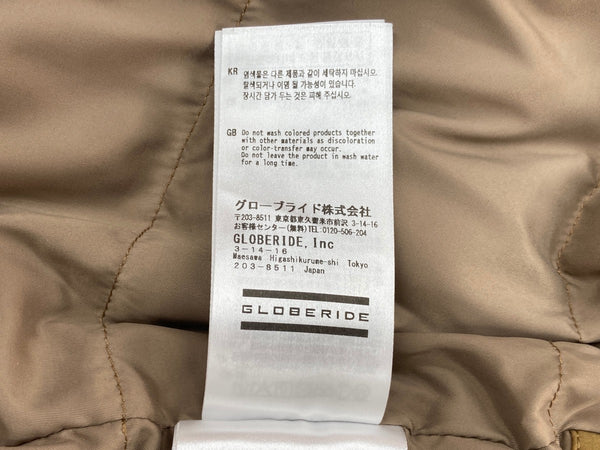 KR 염색물은 다른 제품과 같이 세탁하지 마십시오.
탈색되거나 이염 될 가능성이 있습니다.
장시간 담가 두는 것은 피해 주십시오.
GB Do not wash colored products together
with other materials as discoloration
or color-transfer may occur.
Do not leave the product in wash water
for a long time.
グローブライド株式会社
〒203-8511 東京都東久留米市前沢 3-14-16
お客様センター(無料)TEL.0120-506-204
GLOBERIDE,Inc
3-14-16
Maesawa Higashikurume-shi Tokyo
203-8511 Japan
GLOBERIDE